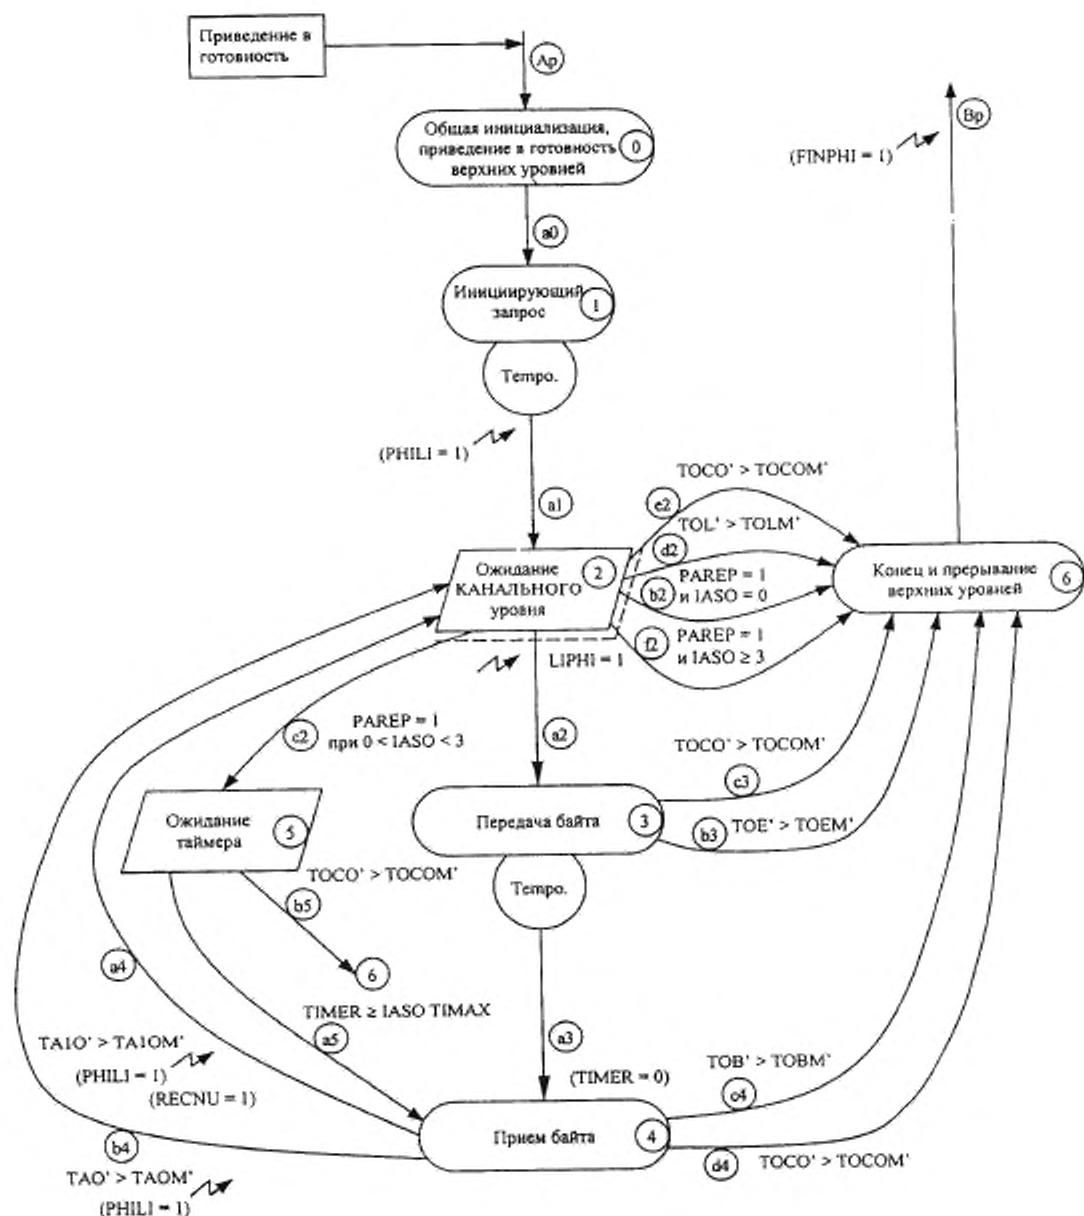 Приведение в
готовность
Ap
Bp
(FINPHI = 1)
Общая инициализация,
приведение в готовность
верхних уровней
0
a0
Инициирующий
запрос
1
Tempo.
(PHILI = 1)
a1
TOCO' > TOCOM'
e2
TOL' > TOLM'
d2
Ожидание
КАНАЛЬНОГО
уровня
2
b2
PAREP = 1
и IASO = 0
Конец и прерывание
верхних уровней
6
f2
PAREP = 1
и IASO ≥ 3
LIPHI = 1
c2
PAREP = 1
при 0 < IASO < 3
a2
TOCO' > TOCOM'
c3
Ожидание
таймера
5
Передача байта
3
b3
TOE' > TOEM'
TOCO' > TOCOM'
b5
Tempo.
a4
6
TIMER ≥ IASO TIMAX
a5
a3
TA1O' > TA1OM'
(PHILI = 1)
(RECNU = 1)
(TIMER = 0)
TOB' > TOBM'
c4
Прием байта
4
b4
TAO' > TAOM'
(PHILI = 1)
d4
TOCO' > TOCOM'